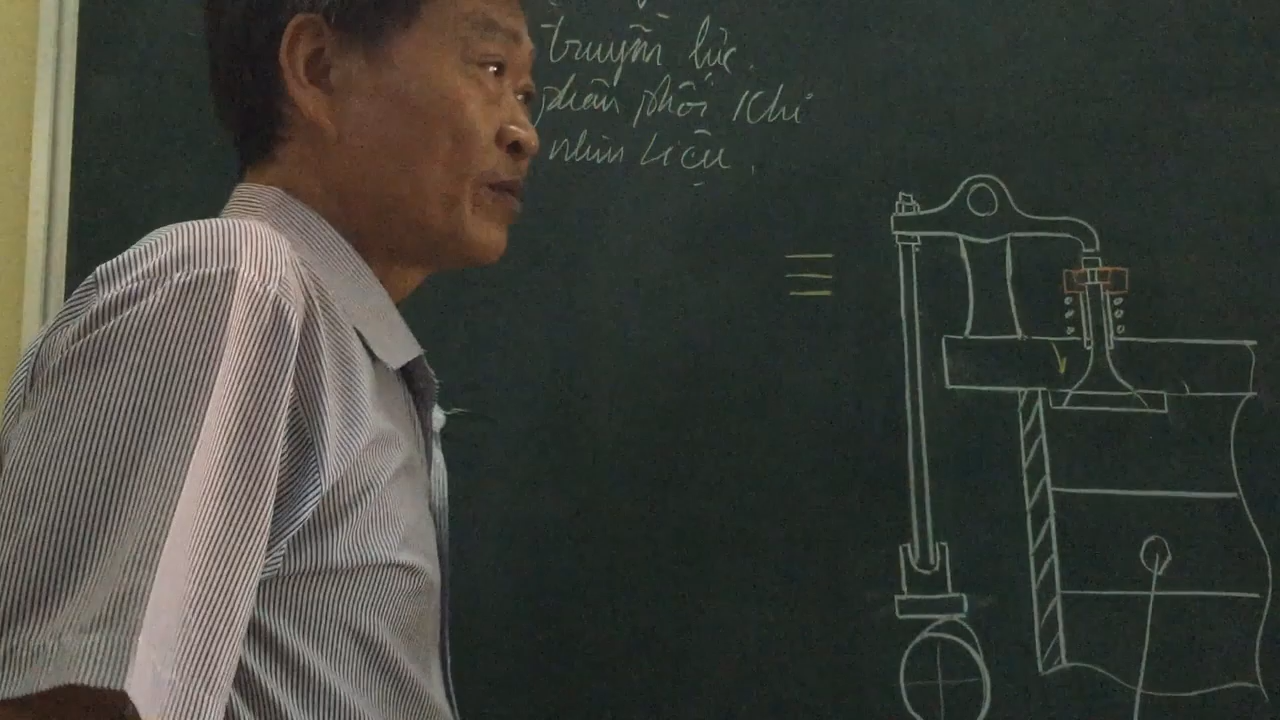 truyền lực.
phân phối khí
nhiên liệu.